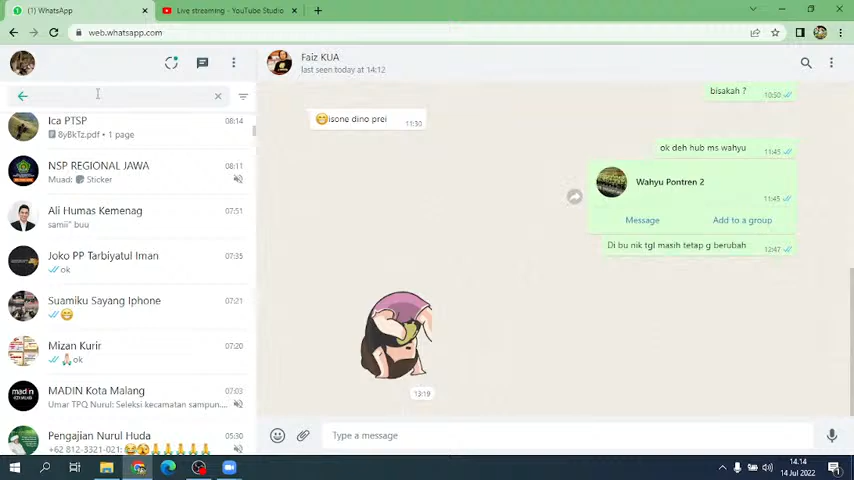 (1) WhatsApp
Live streaming - YouTube Studio
web.whatsapp.com
Faiz KUA
last seen today at 14:12
Ica PTSP 08:14
8yBkTz.pdf • 1 page
NSP REGIONAL JAWA 08:11
Muad: Sticker
Ali Humas Kemenag 07:51
samii" buu
Joko PP Tarbiyatul Iman 07:35
ok
Suamiku Sayang Iphone 07:21
😁
Mizan Kurir 07:20
🙏ok
MADIN Kota Malang 07:03
Umar TPQ Nurul: Seleksi kecamatan sampun...
Pengajian Nurul Huda 05:30
+62 812-3321-021:
bisakah ? 10:50
😁isone dino prei 11:30
ok deh hub ms wahyu 11:45
Wahyu Pontren 2
11:45
Message Add to a group
Di bu nik tgl masih tetap g berubah 12:47
13:19
Type a message
14.14
14 Jul 2022